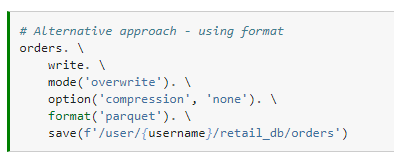 # Alternative approach - using format
orders. \
    write. \
    mode('overwrite'). \
    option('compression', 'none'). \
    format('parquet'). \
    save(f'/user/{username}/retail_db/orders')